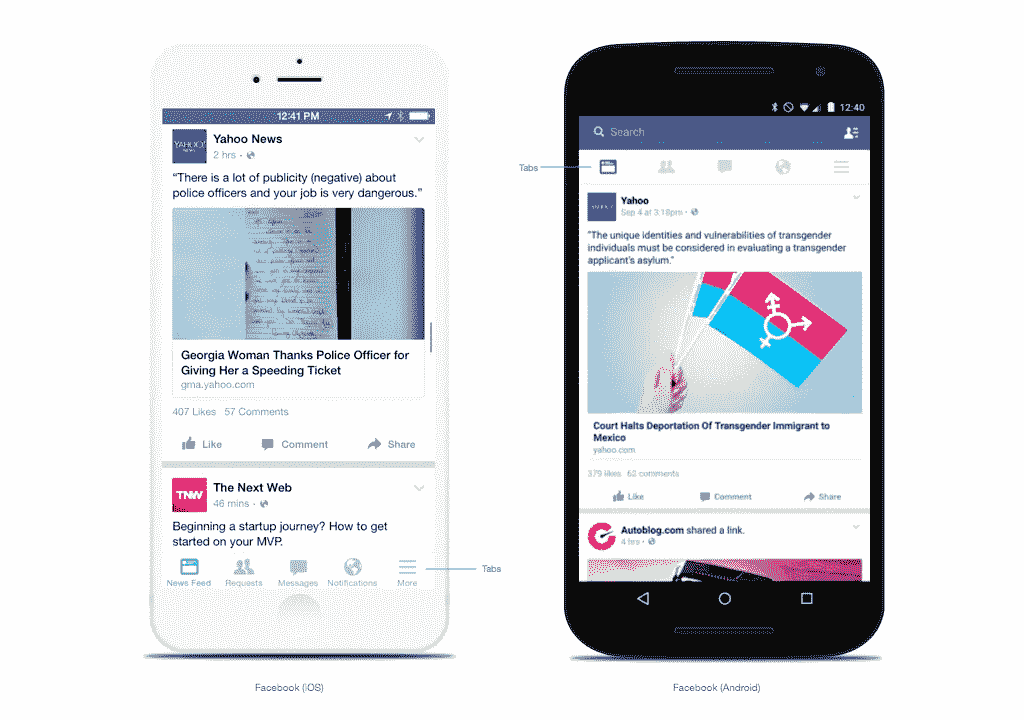 12:41 PM
YAHOO!
NEWS
Yahoo News
2 hrs ·
“There is a lot of publicity (negative) about
police officers and your job is very dangerous.”
Georgia Woman Thanks Police Officer for
Giving Her a Speeding Ticket
gma.yahoo.com
407 Likes 57 Comments
Like Comment Share
TNW
The Next Web
46 mins ·
Beginning a startup journey? How to get
started on your MVP.
News Feed Requests Messages Notifications More
Tabs
Facebook (iOS)
12:40
Search
Tabs
YAHOO!
Yahoo
Sep 4 at 3:18pm ·
"The unique identities and vulnerabilities of transgender
individuals must be considered in evaluating a transgender
applicant's asylum."
Court Halts Deportation Of Transgender Immigrant to
Mexico
yahoo.com
379 likes 62 comments
Like Comment Share
Autoblog.com shared a link.
4 hrs ·
Facebook (Android)